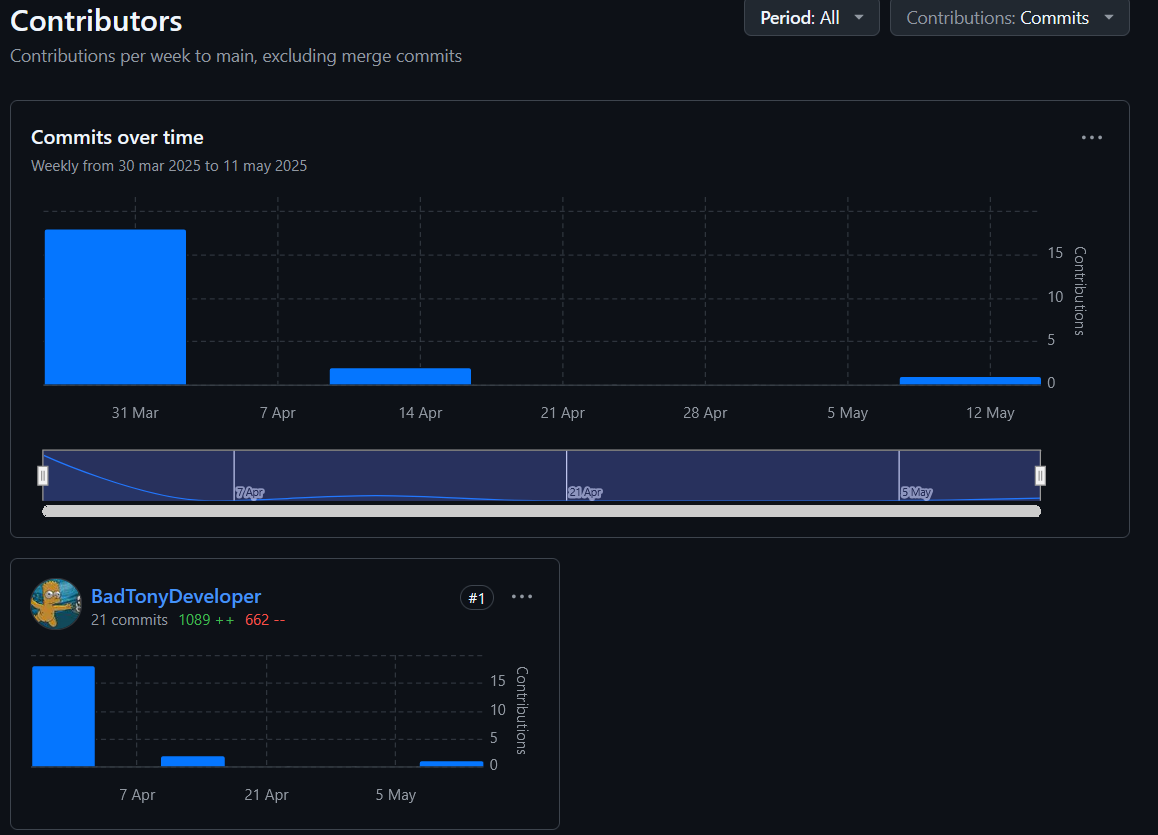 Contributors
Period: All
Contributions: Commits
Contributions per week to main, excluding merge commits
Commits over time
Weekly from 30 mar 2025 to 11 may 2025
15
10
5
0
Contributions
31 Mar 7 Apr 14 Apr 21 Apr 28 Apr 5 May 12 May
7 Apr 21 Apr 5 May
BadTonyDeveloper
#1
21 commits 1089 ++ 662 --
15
10
5
0
Contributions
7 Apr 21 Apr 5 May